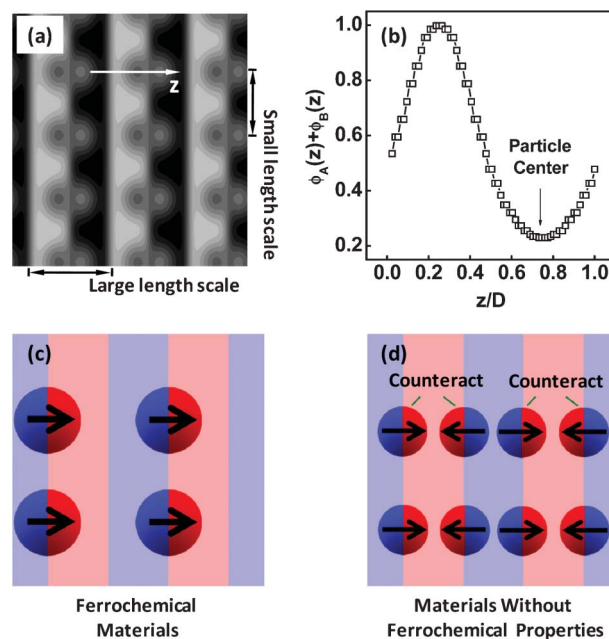 (a)
z
Small length scale
Large length scale
(b)
ϕA(z)+ϕB(z)
1.0
0.8
0.6
0.4
0.2
Particle
Center
0.0 0.2 0.4 0.6 0.8 1.0
z/D
(c)
Ferrochemical
Materials
(d)
Counteract Counteract
Materials Without
Ferrochemical Properties